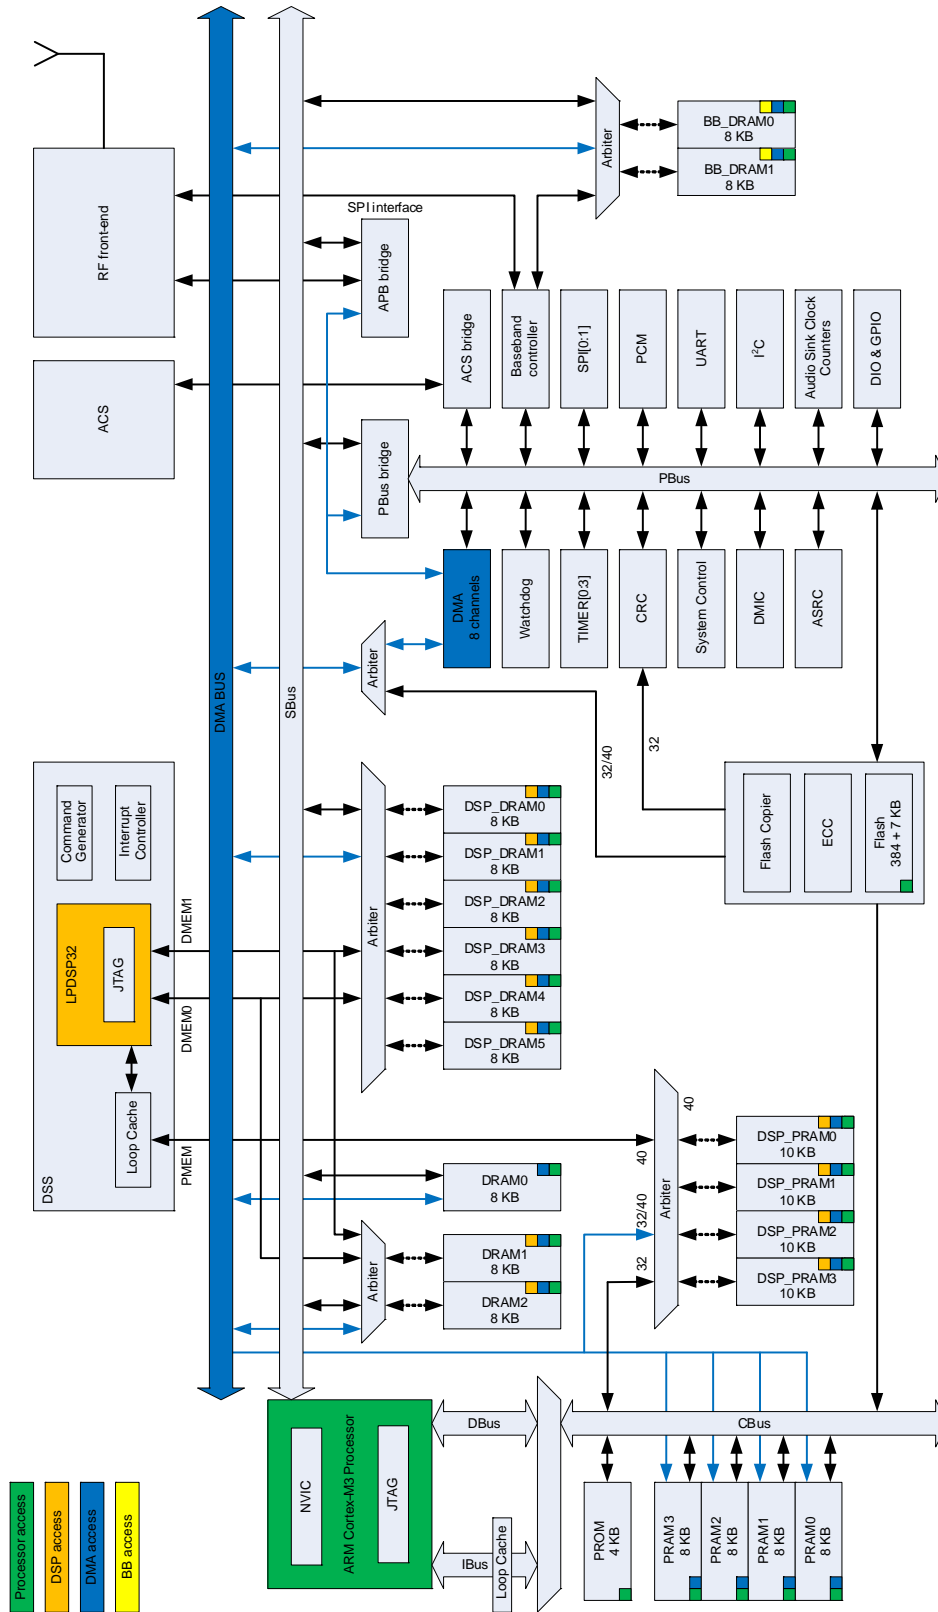 SPI interface
RF front-end
ACS
APB bridge
PBus bridge
Arbiter
BB_DRAM0
8 KB
BB_DRAM1
8 KB
ACS bridge
Baseband
controller
SPI[0:1]
PCM
UART
I²C
Audio Sink Clock
Counters
DIO & GPIO
PBus
DMA
8 channels
Watchdog
TIMER[0:3]
CRC
System Control
DMIC
ASRC
Arbiter
DMA BUS
SBus
32/40
32
Flash Copier
ECC
Flash
384 + 7 KB
DSS
Command
Generator
Interrupt
Controller
LPDSP32
JTAG
Loop Cache
DMEM1
DMEM0
PMEM
Arbiter
DSP_DRAM0
8 KB
DSP_DRAM1
8 KB
DSP_DRAM2
8 KB
DSP_DRAM3
8 KB
DSP_DRAM4
8 KB
DSP_DRAM5
8 KB
40
40
32/40
32
Arbiter
DSP_PRAM0
10 KB
DSP_PRAM1
10 KB
DSP_PRAM2
10 KB
DSP_PRAM3
10 KB
DRAM0
8 KB
Arbiter
DRAM1
8 KB
DRAM2
8 KB
ARM Cortex-M3 Processor
NVIC
JTAG
DBus
IBus
Loop Cache
CBus
PROM
4 KB
PRAM3
8 KB
PRAM2
8 KB
PRAM1
8 KB
PRAM0
8 KB
Processor access
DSP access
DMA access
BB access